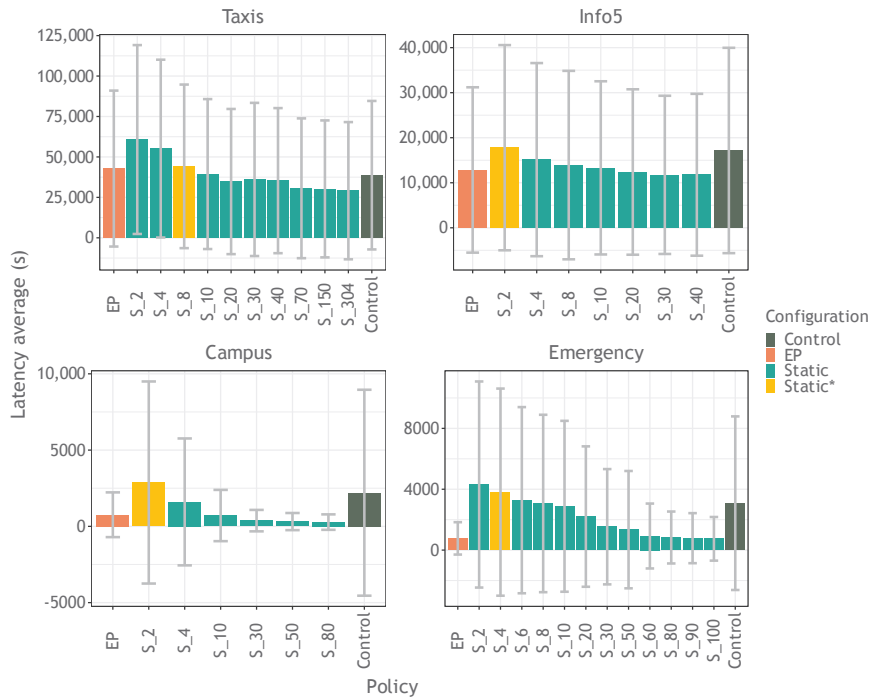 Taxis
Info5
125,000
100,000
75,000
50,000
25,000
0
40,000
30,000
20,000
10,000
0
EP
S_2
S_4
S_8
S_10
S_20
S_30
S_40
S_70
S_150
S_304
Control
EP
S_2
S_4
S_8
S_10
S_20
S_30
S_40
Control
Latency average (s)
Campus
Emergency
10,000
5000
0
-5000
8000
4000
0
EP
S_2
S_4
S_10
S_30
S_50
S_80
Control
EP
S_2
S_4
S_6
S_8
S_10
S_20
S_30
S_50
S_60
S_80
S_90
S_100
Control
Policy
Configuration
Control
EP
Static
Static*